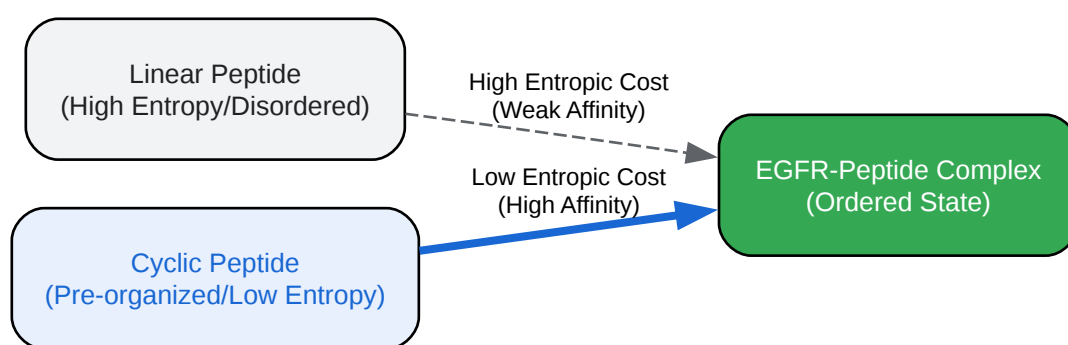 Linear Peptide
(High Entropy/Disordered)
High Entropic Cost
(Weak Affinity)
EGFR-Peptide Complex
(Ordered State)
Low Entropic Cost
(High Affinity)
Cyclic Peptide
(Pre-organized/Low Entropy)